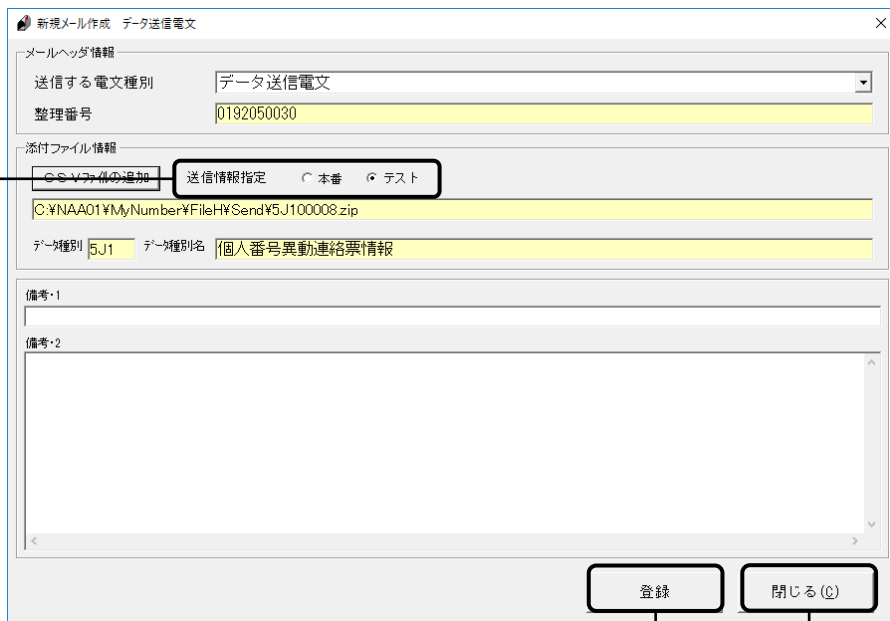 新規メール作成 データ送信電文
メールヘッダ情報
送信する電文種別 データ送信電文
整理番号 0192050030
添付ファイル情報
CSVファイルの追加 送信情報指定 本番 テスト
C:¥NAA01¥MyNumber¥FileH¥Send¥5J100008.zip
データ種別 5J1 データ種別名 個人番号異動連絡票情報
備考・1
備考・2
登録 閉じる(C)